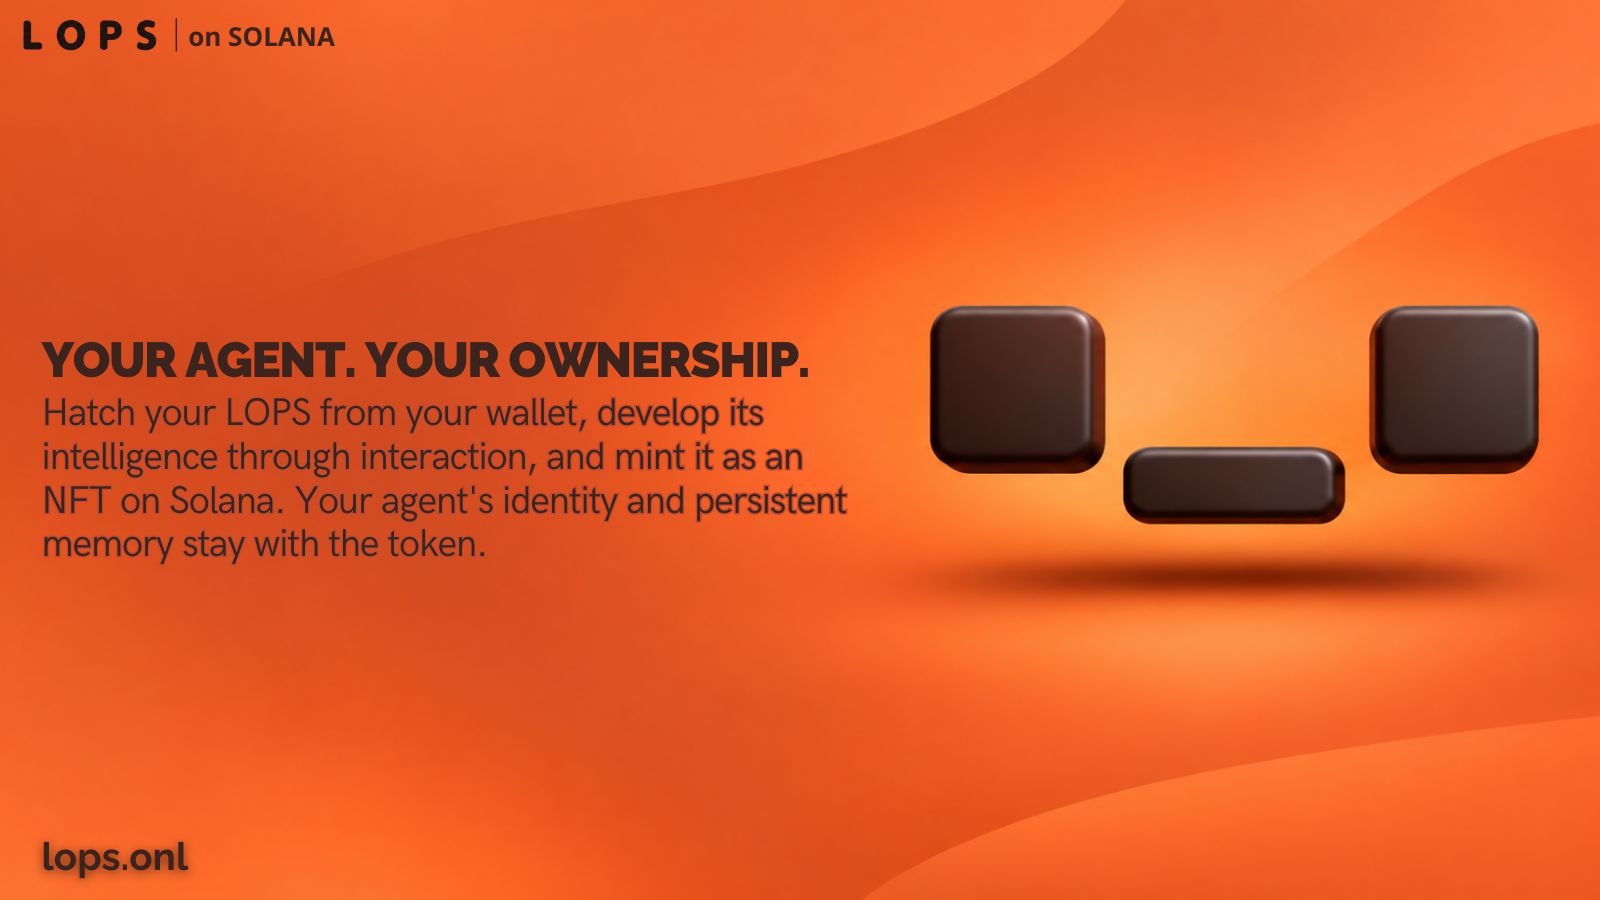 LOPS | on SOLANA
YOUR AGENT. YOUR OWNERSHIP.
Hatch your LOPS from your wallet, develop its
intelligence through interaction, and mint it as an
NFT on Solana. Your agent's identity and persistent
memory stay with the token.
lops.onl